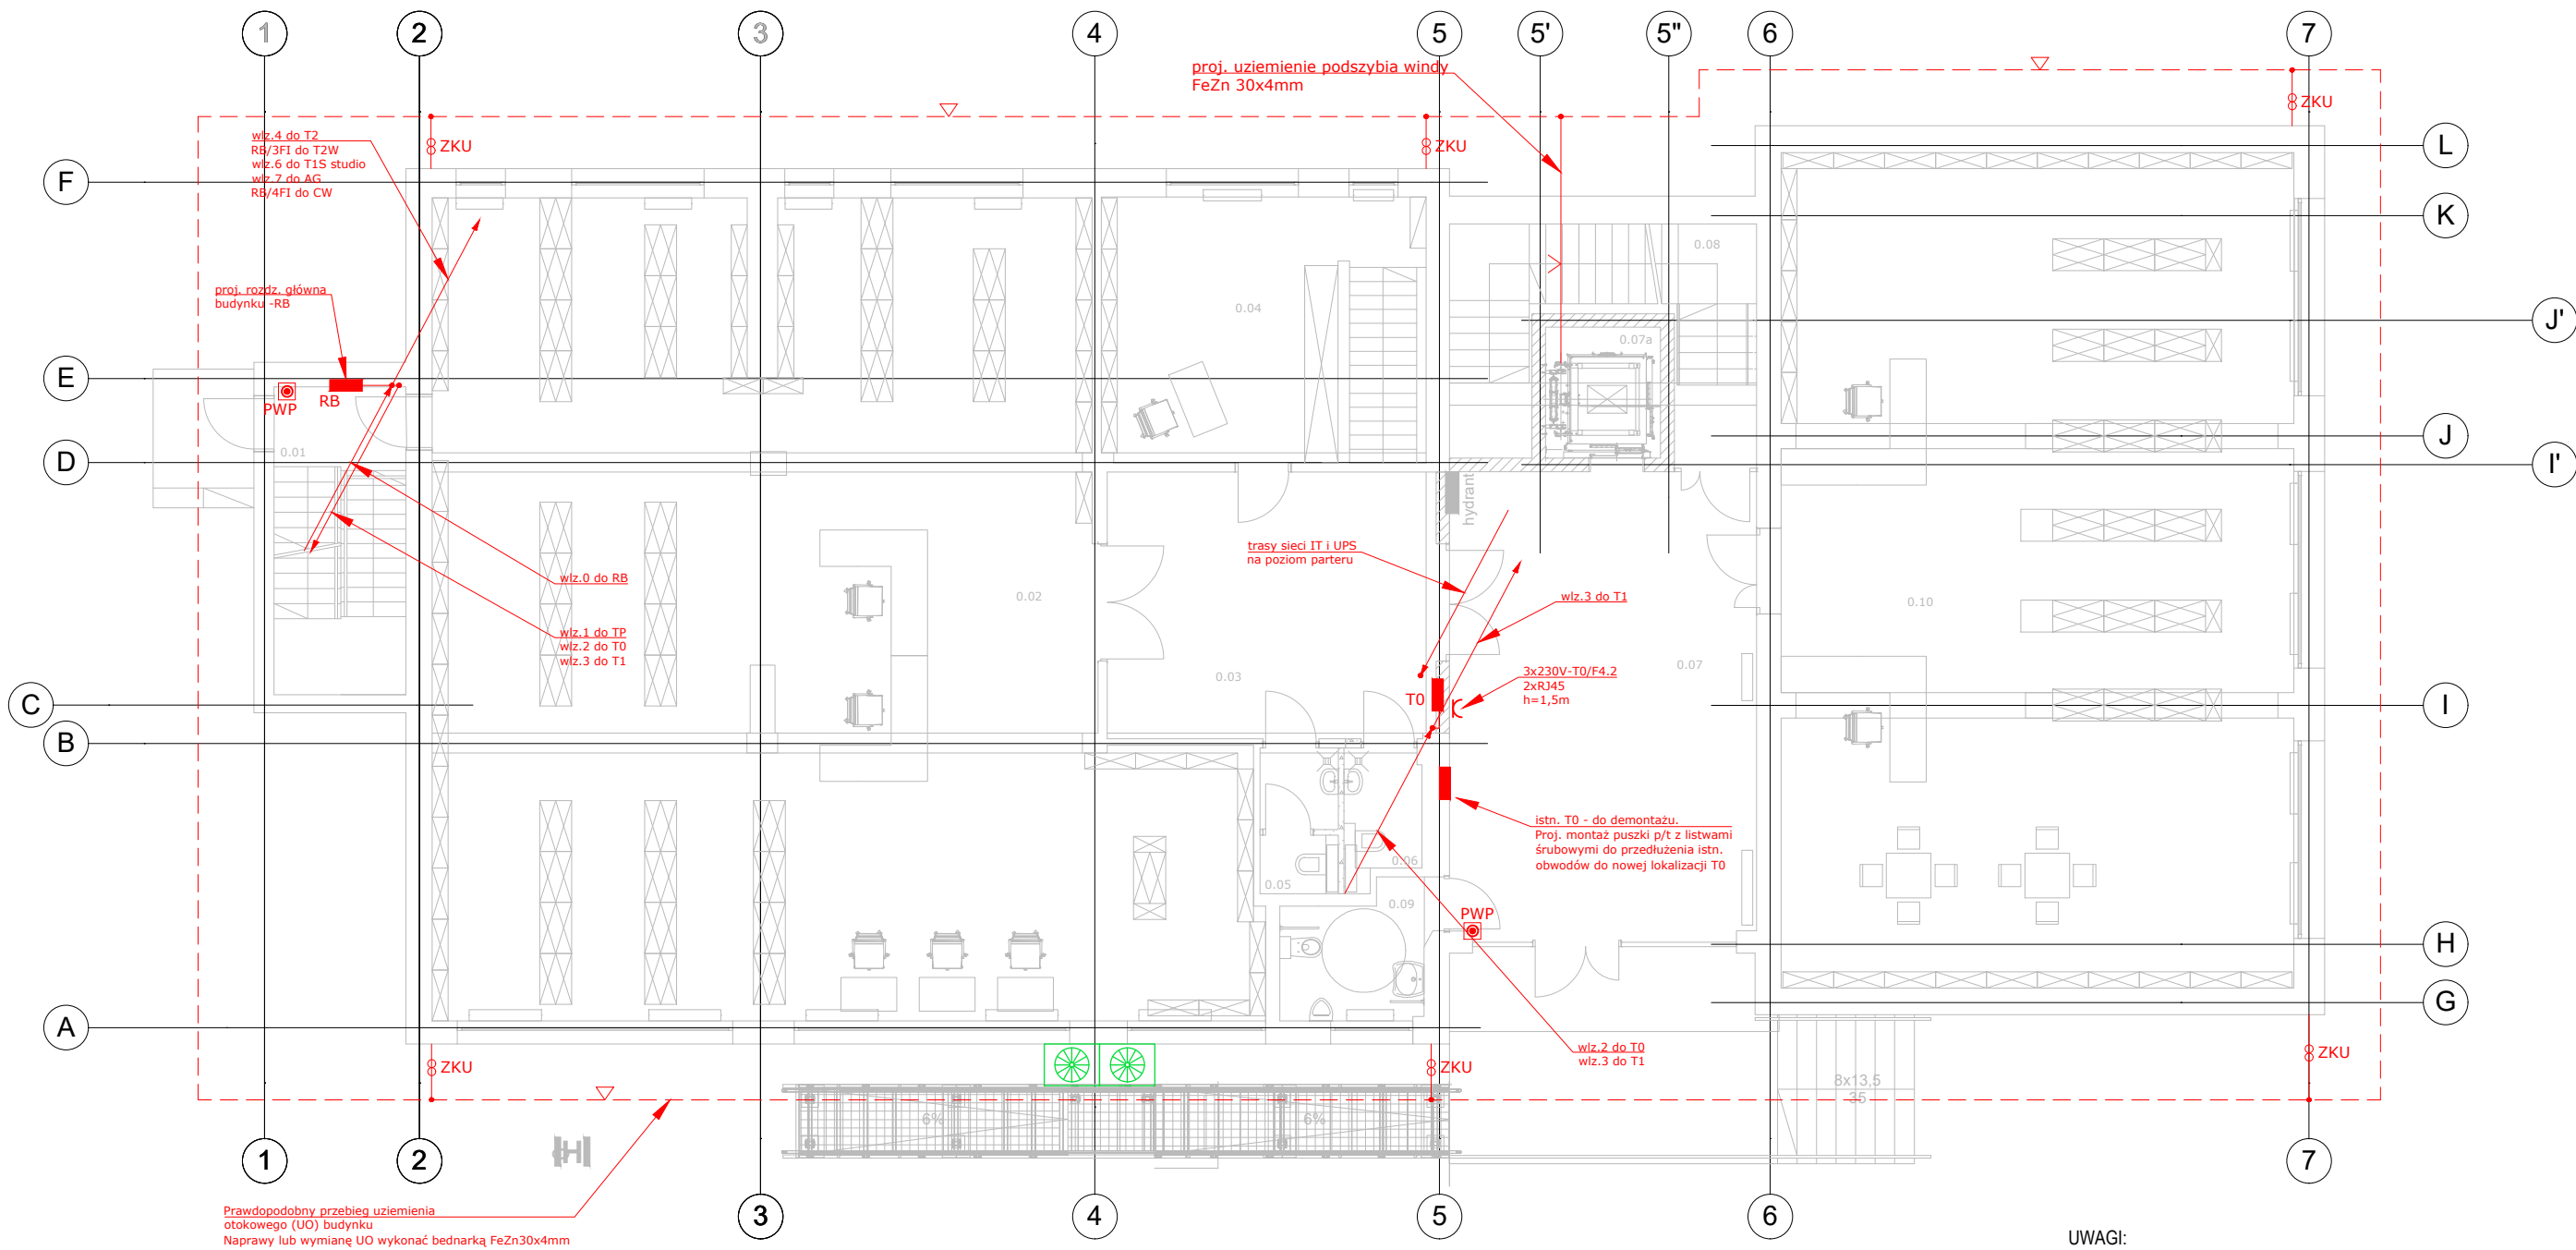 1
2
3
4
5
5'
5"
6
7
proj. uziemienie podszybia windy
FeZn 30x4mm
ZKU
ZKU
ZKU
wlz.4 do T2
RB/3FI do T2W
wlz.6 do T1S studio
wlz.7 do AG
RB/4FI do CW
F
L
K
0.08
proj. rozdz. główna
budynku -RB
0.04
J'
0.07a
E
PWP
RB
J
D
I'
0.01
hydrant
trasy sieci IT i UPS
na poziom parteru
wlz.0 do RB
0.02
wlz.3 do T1
0.10
wlz.1 do TP
wlz.2 do T0
wlz.3 do T1
0.03
0.07
3x230V-T0/F4.2
2xRJ45
h=1,5m
T0
C
I
B
istn. T0 - do demontażu.
Proj. montaż puszki p/t z listwami
śrubowymi do przedłużenia istn.
obwodów do nowej lokalizacji T0
0.06
0.05
0.09
PWP
H
G
A
wlz.2 do T0
wlz.3 do T1
ZKU
ZKU
ZKU
8x13,5
35
6%
6%
1
2
7
Prawdopodobny przebieg uziemienia
otokowego (UO) budynku
Naprawy lub wymianę UO wykonać bednarką FeZn30x4mm
3
4
5
6
UWAGI: